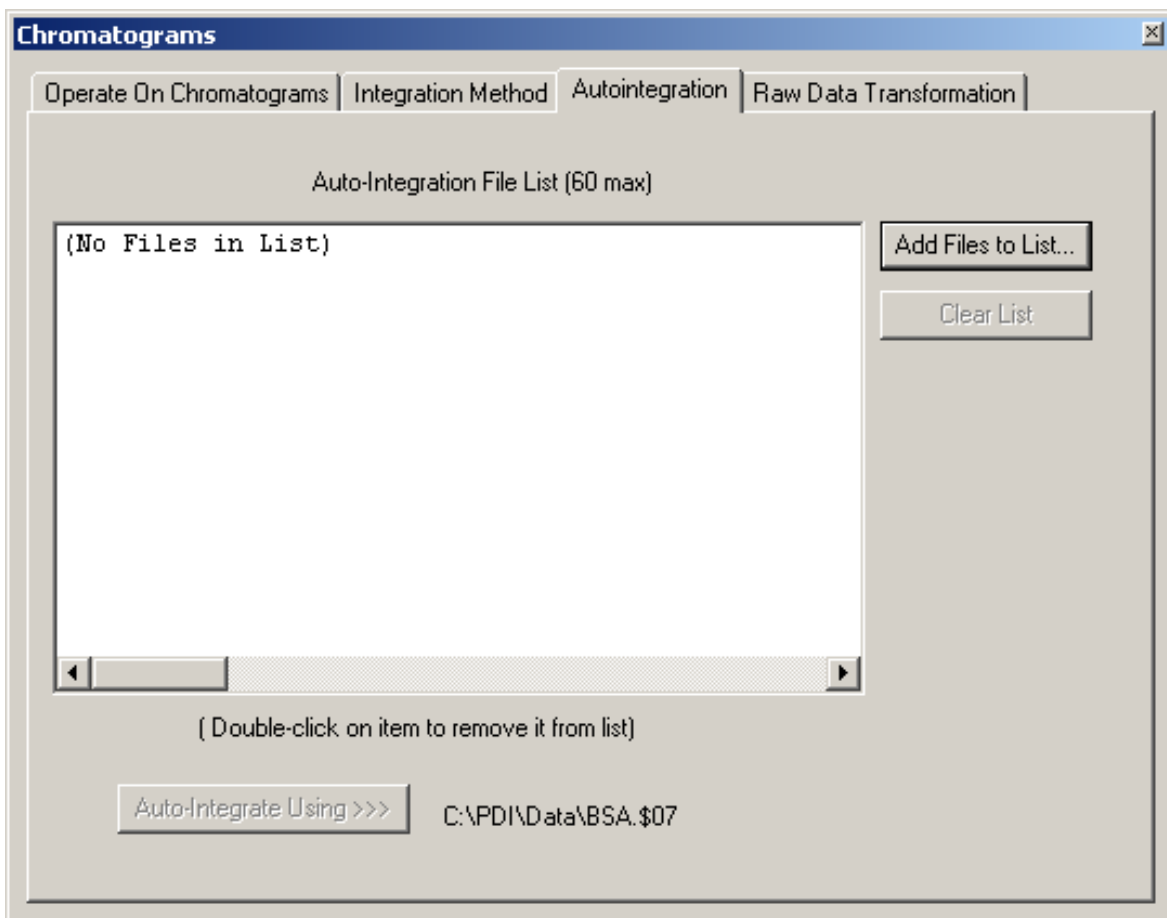 Chromatograms
Operate On Chromatograms Integration Method Autointegration Raw Data Transformation
Auto-Integration File List (60 max)
(No Files in List)
Add Files to List...
Clear List
( Double-click on item to remove it from list)
Auto-Integrate Using >>> C:\PDI\Data\BSA.$07